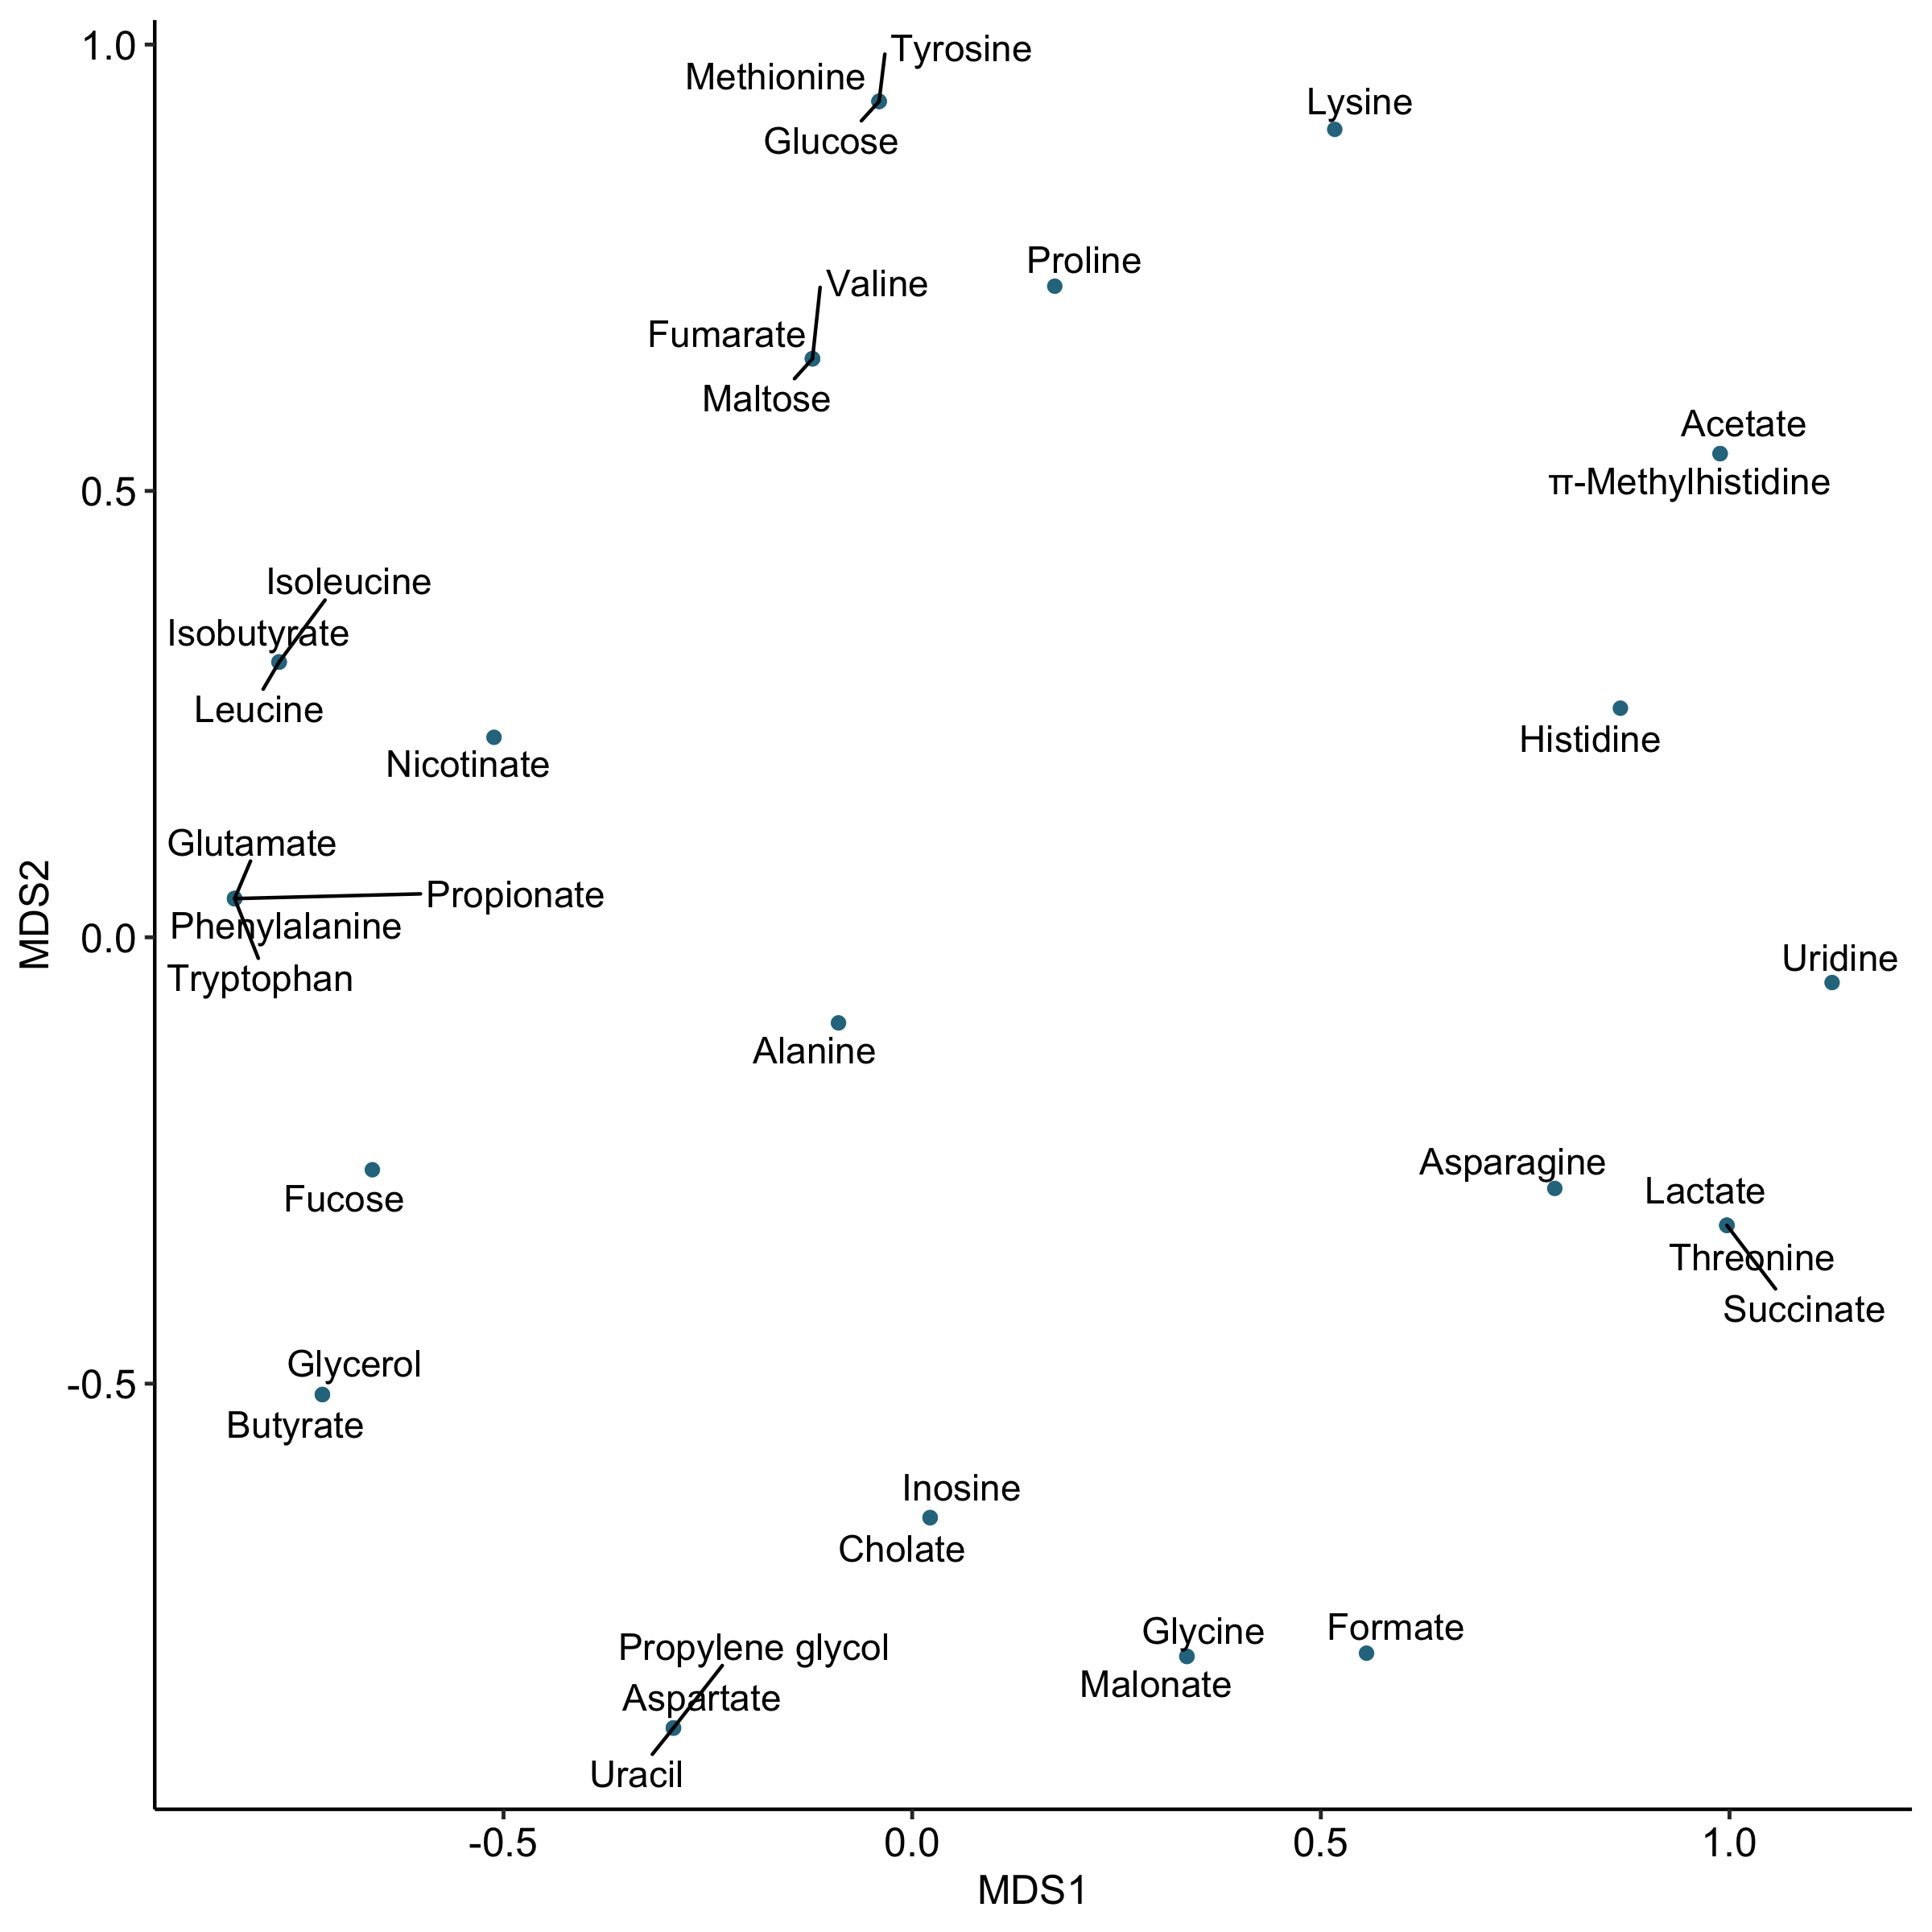 1.0
Tyrosine
Methionine
Glucose
Lysine
Proline
Valine
Fumarate
Maltose
Acetate
0.5
π-Methylhistidine
Isoleucine
Isobutyrate
Leucine
Nicotinate
Histidine
Glutamate
Propionate
Phenylalanine
0.0
Tryptophan
MDS2
Uridine
Alanine
Asparagine
Lactate
Fucose
Threonine
Succinate
Glycerol
-0.5
Butyrate
Inosine
Cholate
Propylene glycol
Glycine
Formate
Malonate
Aspartate
Uracil
-0.5
0.0
0.5
1.0
MDS1